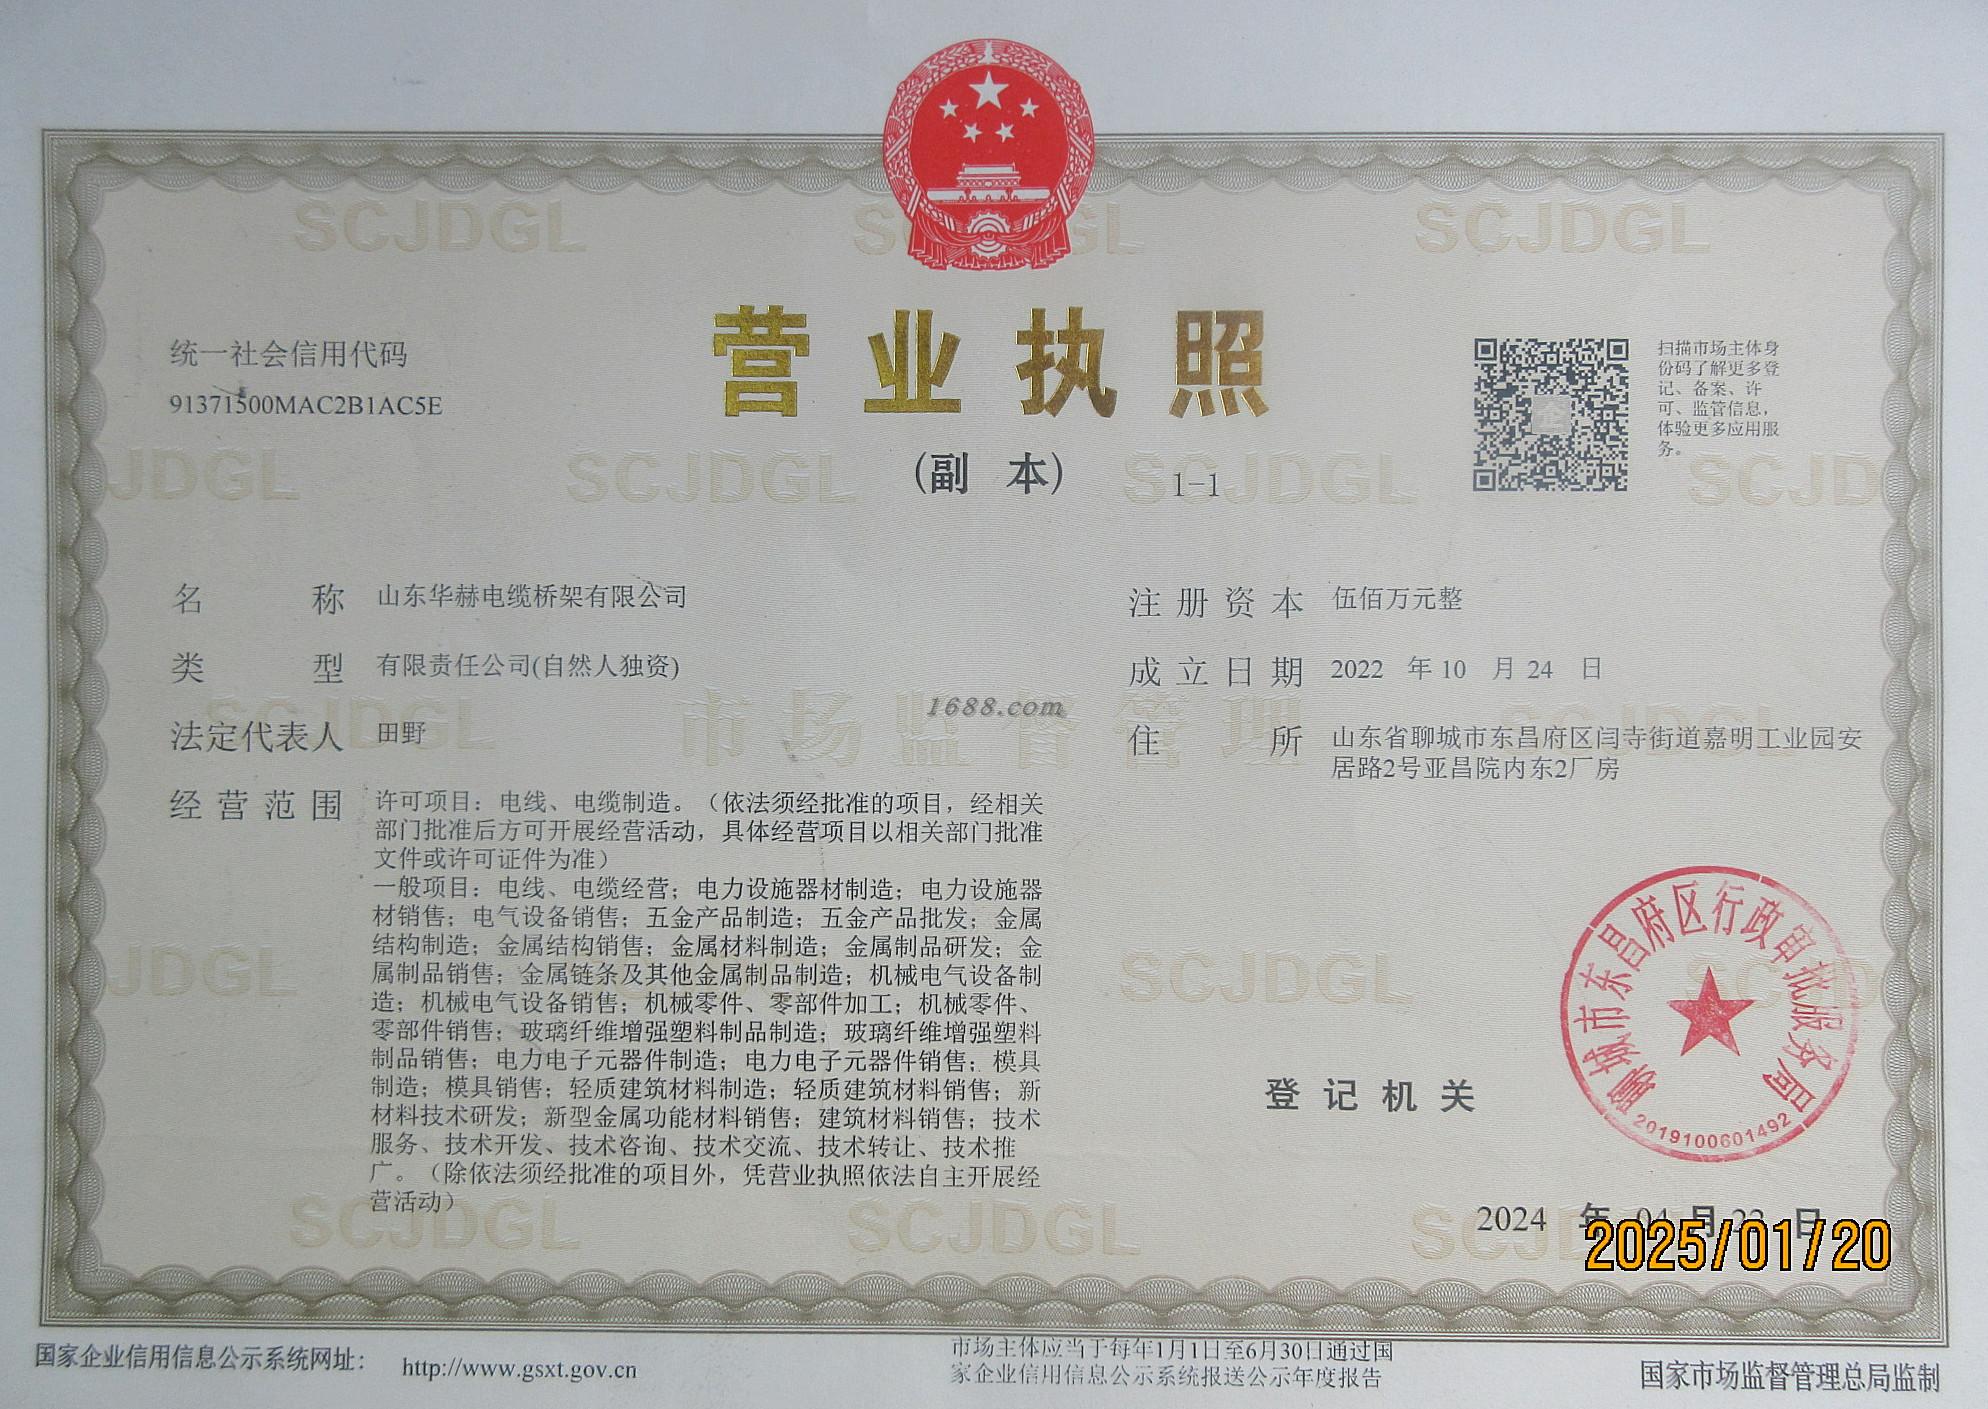 统一社会信用代码
91371500MAC2B1AC5E
营业执照
(副 本) 1-1
扫描市场主体身
份码了解更多登
记、备案、许
可、监管信息，
体验更多应用服
务。
名称 山东华赫电缆桥架有限公司
类型 有限责任公司(自然人独资)
法定代表人 田野
经营范围 许可项目：电线、电缆制造。（依法须经批准的项目，经相关
部门批准后方可开展经营活动，具体经营项目以相关部门批准
文件或许可证件为准）
一般项目：电线、电缆经营；电力设施器材制造；电力设施器
材销售；电气设备销售；五金产品制造；五金产品批发；金属
结构制造；金属结构销售；金属材料制造；金属制品研发；金
属制品销售；金属链条及其他金属制品制造；机械电气设备制
造；机械电气设备销售；机械零件、零部件加工；机械零件、
零部件销售；玻璃纤维增强塑料制品制造；玻璃纤维增强塑料
制品销售；电力电子元器件制造；电力电子元器件销售；模具
制造；模具销售；轻质建筑材料制造；轻质建筑材料销售；新
材料技术研发；新型金属功能材料销售；建筑材料销售；技术
服务、技术开发、技术咨询、技术交流、技术转让、技术推
广。（除依法须经批准的项目外，凭营业执照依法自主开展经
营活动）
注册资本 伍佰万元整
成立日期 2022 年 10 月 24 日
住所 山东省聊城市东昌府区闫寺街道嘉明工业园安
居路2号亚昌院内东2厂房
1688.com
市场监督管理
SCJDGL SCJDGL SCJDGL
登记机关
聊城市东昌府区行政审批服务局
2019100601492
2024 年 04 月 日
2025/01/20
国家企业信用信息公示系统网址： http://www.gsxt.gov.cn
市场主体应当于每年1月1日至6月30日通过国
家企业信用信息公示系统报送公示年度报告
国家市场监督管理总局监制